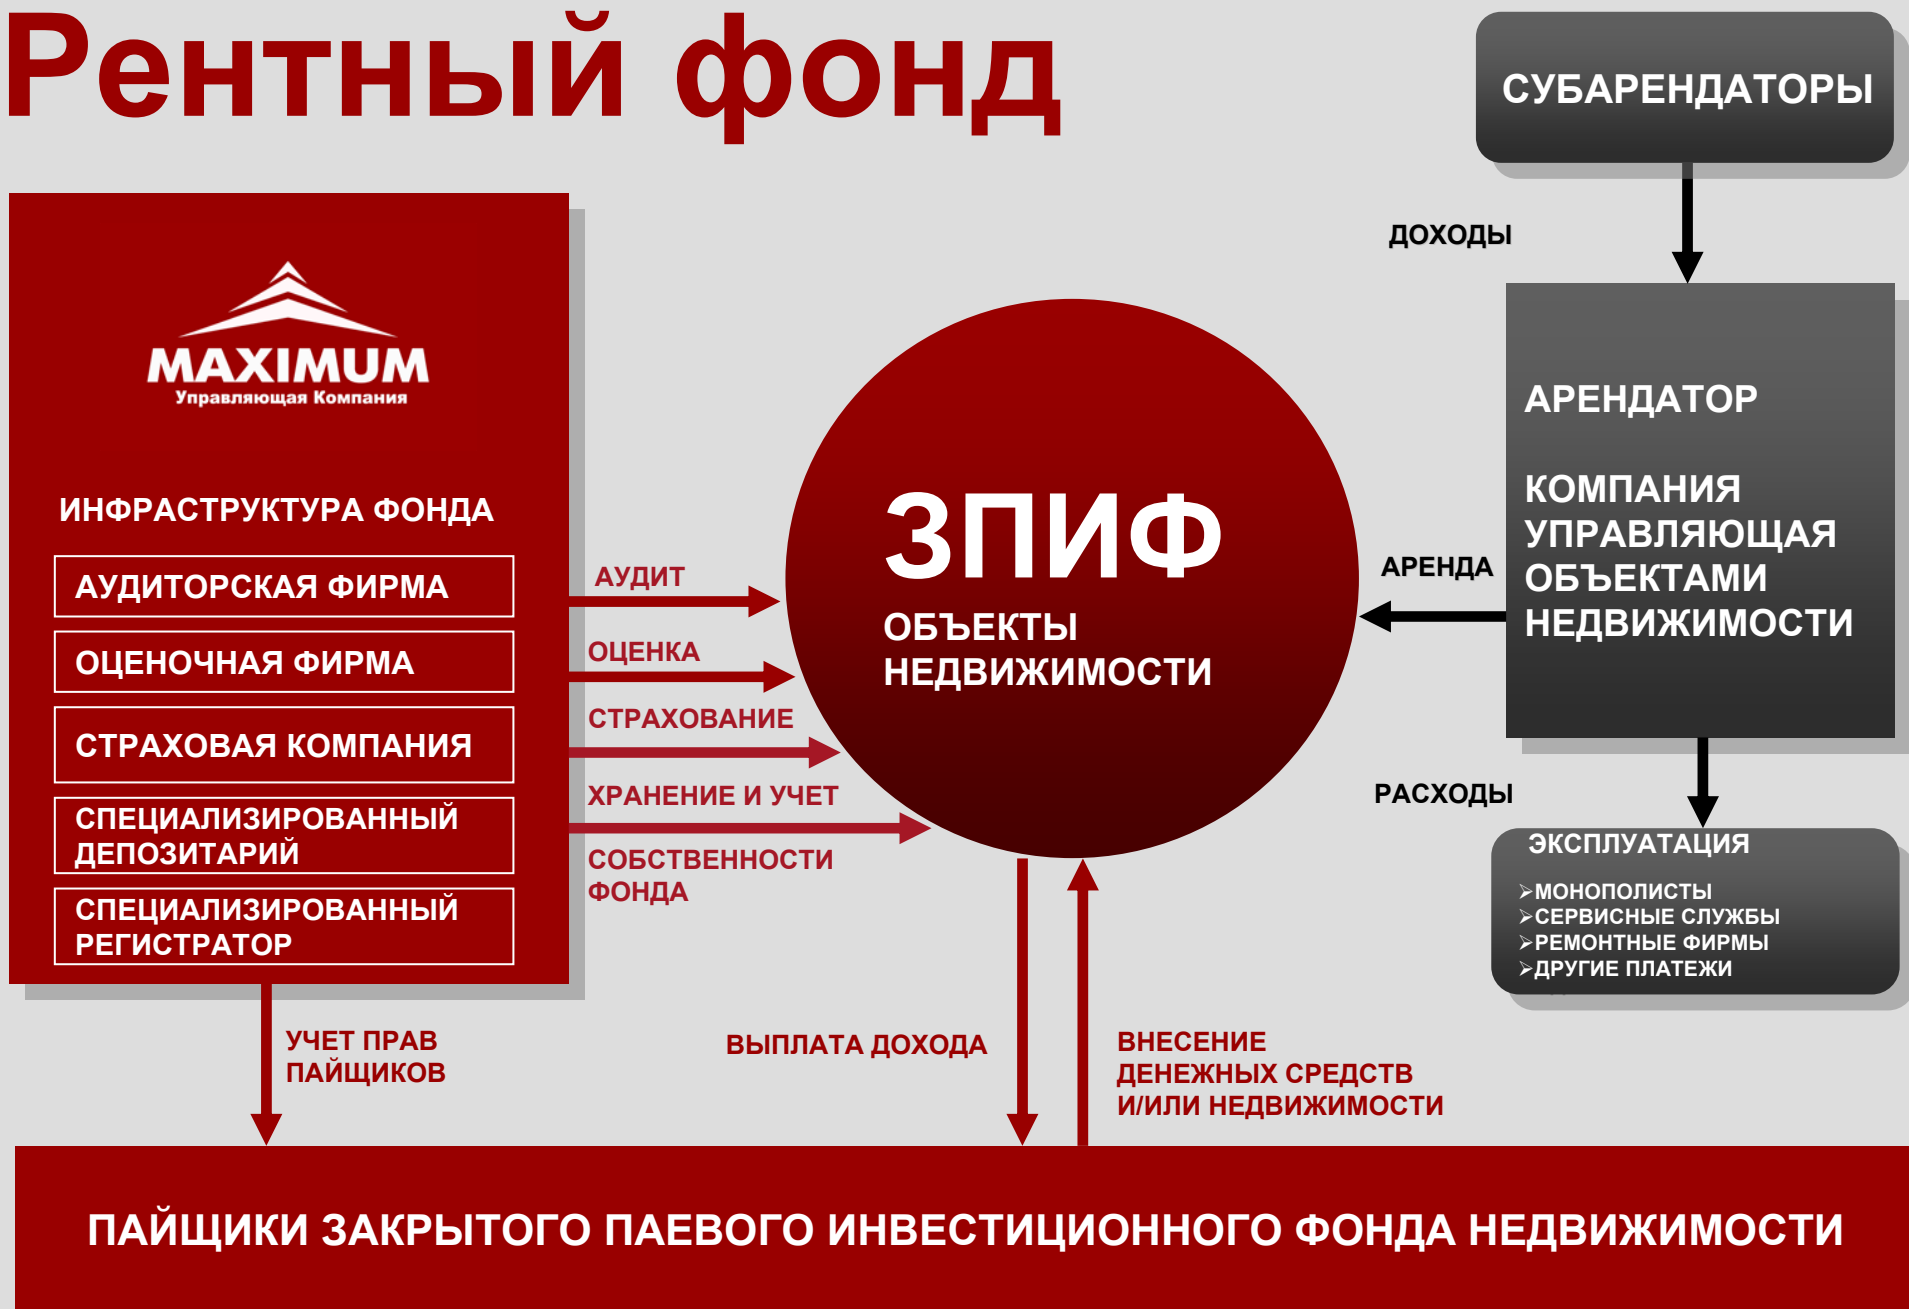 Рентный фонд
СУБАРЕНДАТОРЫ
ДОХОДЫ
MAXIMUM
Управляющая Компания
ИНФРАСТРУКТУРА ФОНДА
АУДИТОРСКАЯ ФИРМА
ОЦЕНОЧНАЯ ФИРМА
СТРАХОВАЯ КОМПАНИЯ
СПЕЦИАЛИЗИРОВАННЫЙ
ДЕПОЗИТАРИЙ
СПЕЦИАЛИЗИРОВАННЫЙ
РЕГИСТРАТОР
АУДИТ
ОЦЕНКА
СТРАХОВАНИЕ
ХРАНЕНИЕ И УЧЕТ
СОБСТВЕННОСТИ
ФОНДА
ЗПИФ
ОБЪЕКТЫ
НЕДВИЖИМОСТИ
АРЕНДА
АРЕНДАТОР
КОМПАНИЯ
УПРАВЛЯЮЩАЯ
ОБЪЕКТАМИ
НЕДВИЖИМОСТИ
РАСХОДЫ
ЭКСПЛУАТАЦИЯ
➢МОНОПОЛИСТЫ
➢СЕРВИСНЫЕ СЛУЖБЫ
➢РЕМОНТНЫЕ ФИРМЫ
➢ДРУГИЕ ПЛАТЕЖИ
УЧЕТ ПРАВ
ПАЙЩИКОВ
ВЫПЛАТА ДОХОДА
ВНЕСЕНИЕ
ДЕНЕЖНЫХ СРЕДСТВ
И/ИЛИ НЕДВИЖИМОСТИ
ПАЙЩИКИ ЗАКРЫТОГО ПАЕВОГО ИНВЕСТИЦИОННОГО ФОНДА НЕДВИЖИМОСТИ